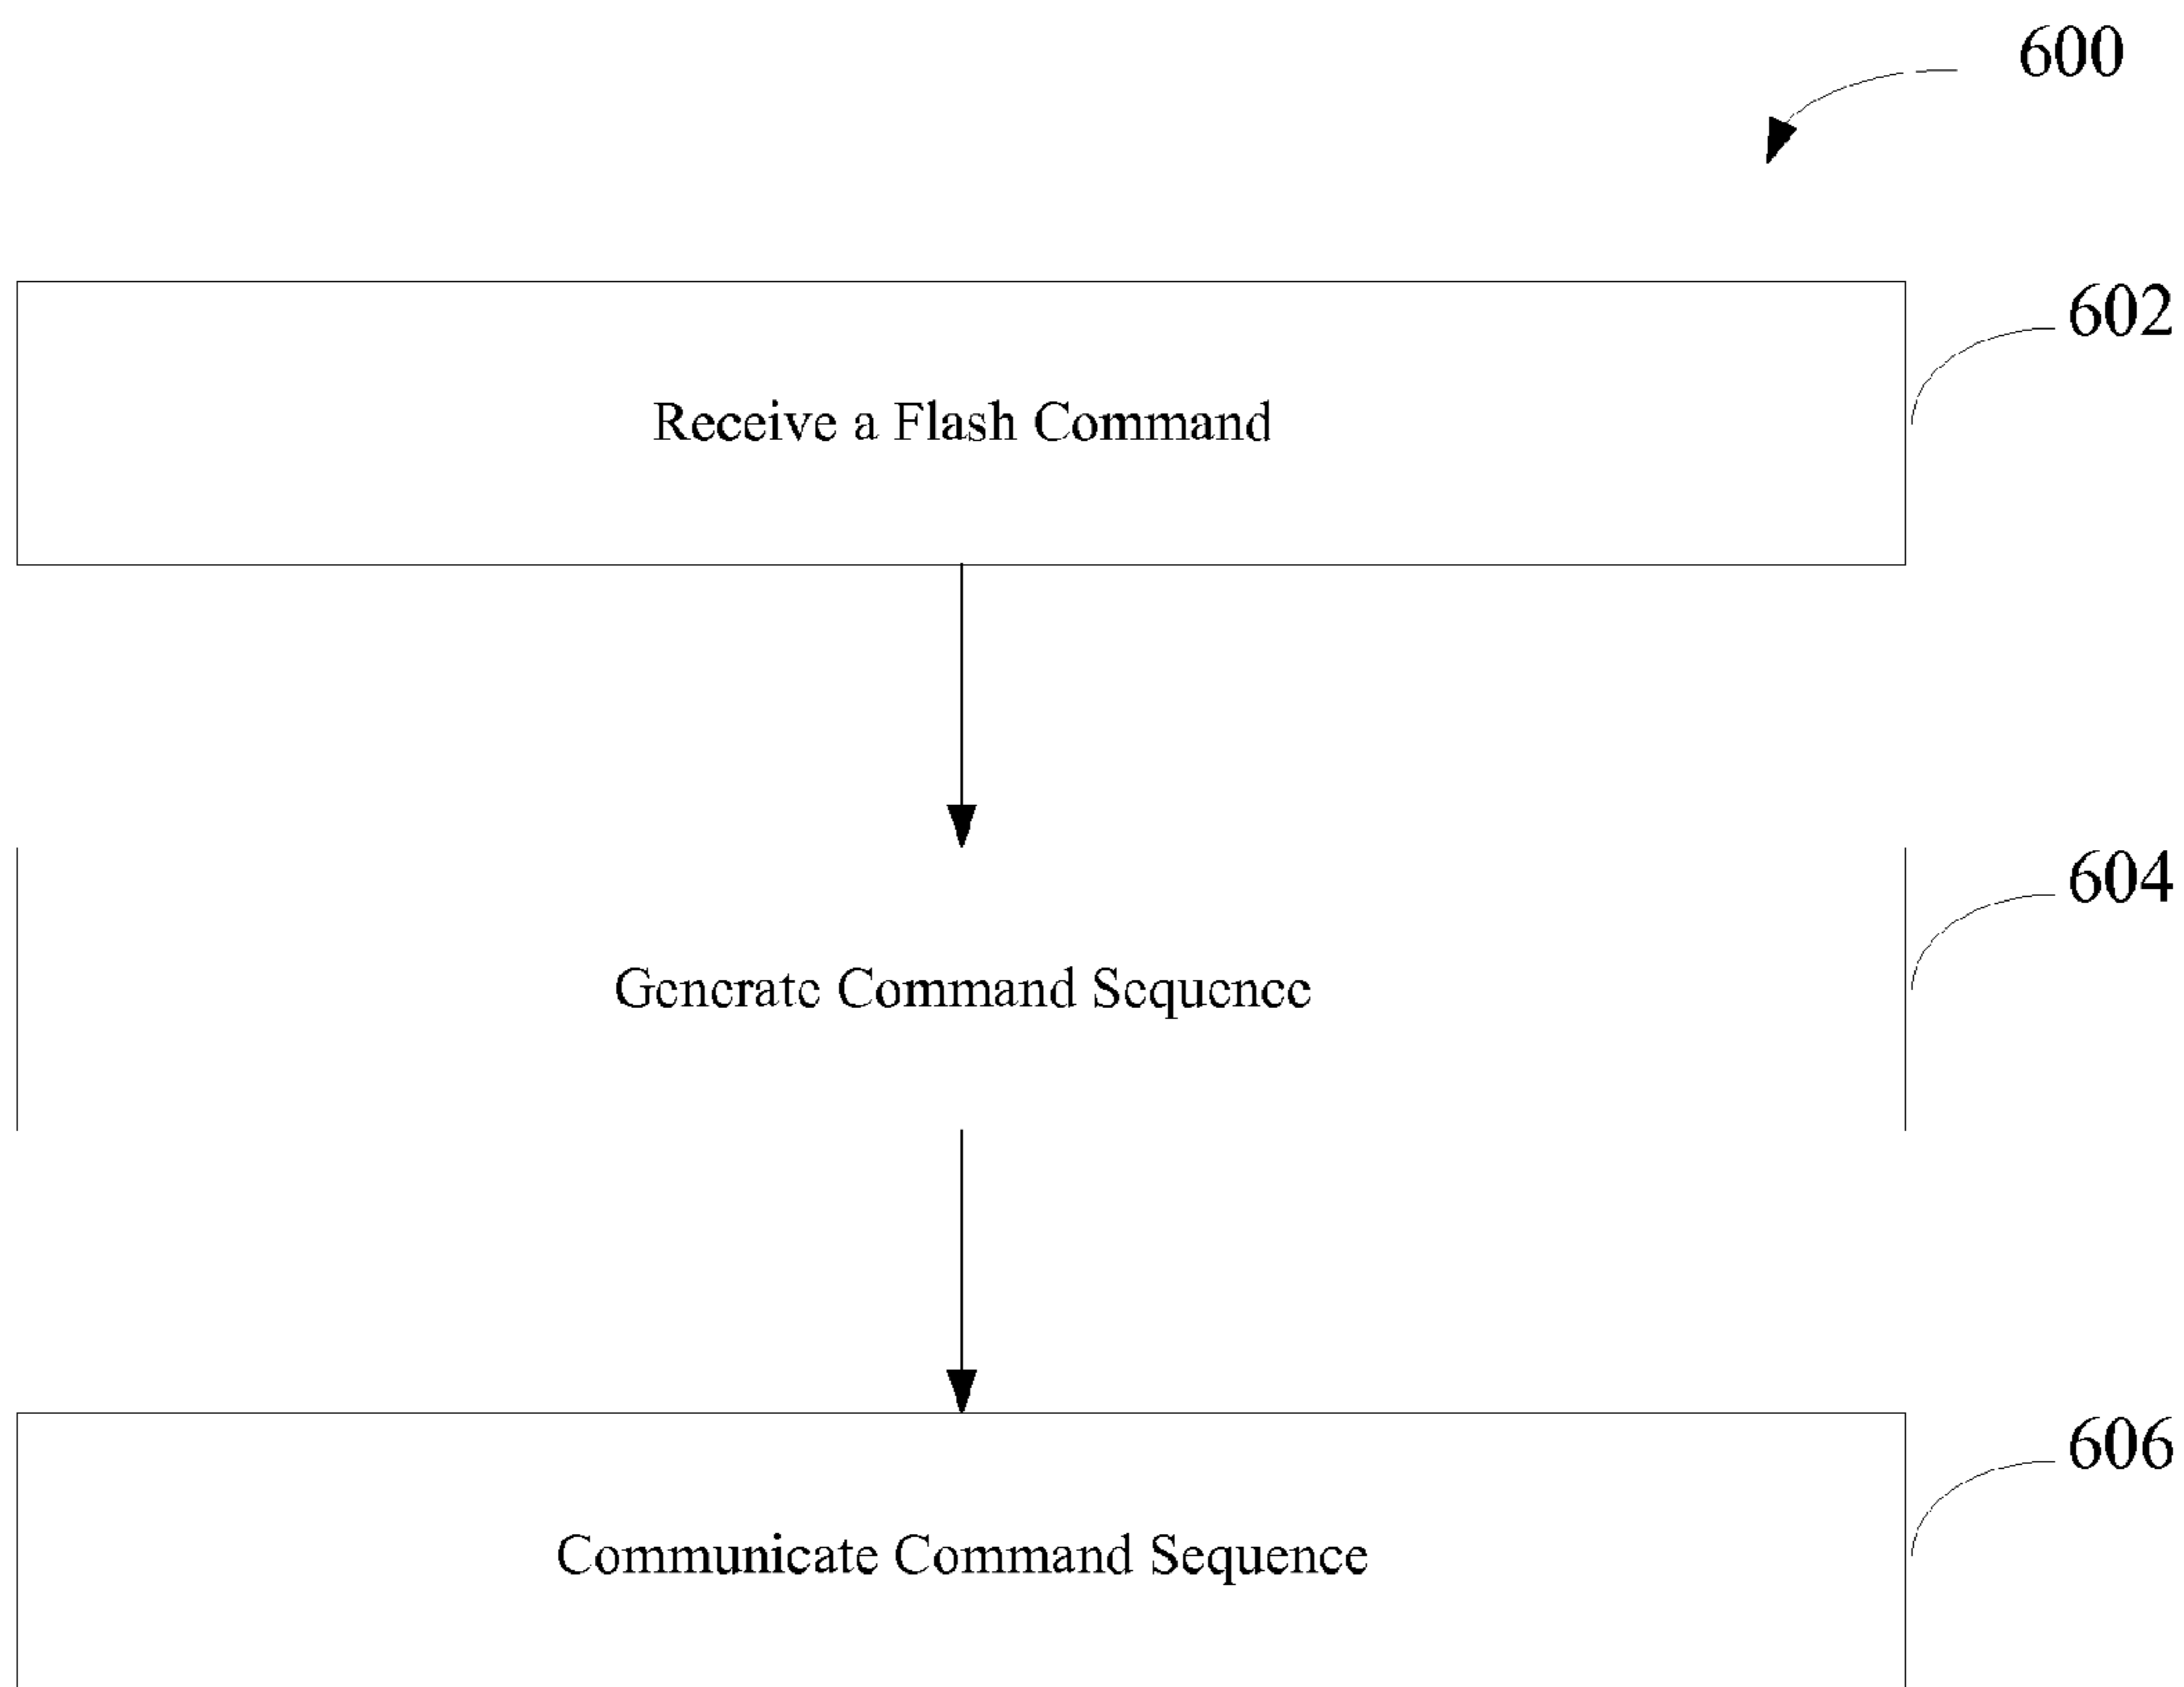 600
602
Receive a Flash Command
604
Generate Command Sequence
606
Communicate Command Sequence